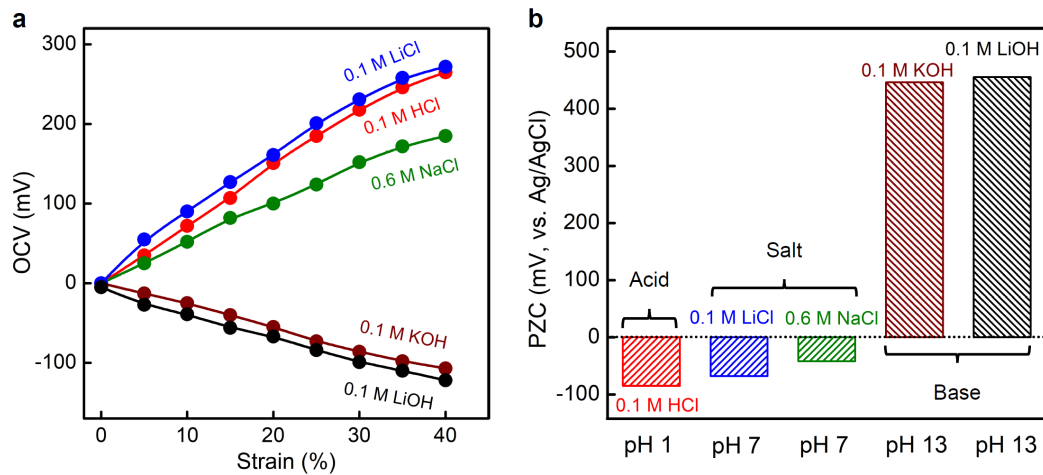 a
300
200
100
0
-100
OCV (mV)
0.1 M LiCl
0.1 M HCl
0.6 M NaCl
0.1 M KOH
0.1 M LiOH
0 10 20 30 40
Strain (%)
b
500
400
300
200
100
0
-100
PZC (mV, vs. Ag/AgCl)
0.1 M LiOH
0.1 M KOH
Salt
Acid
0.1 M LiCl 0.6 M NaCl
Base
0.1 M HCl
pH 1 pH 7 pH 7 pH 13 pH 13